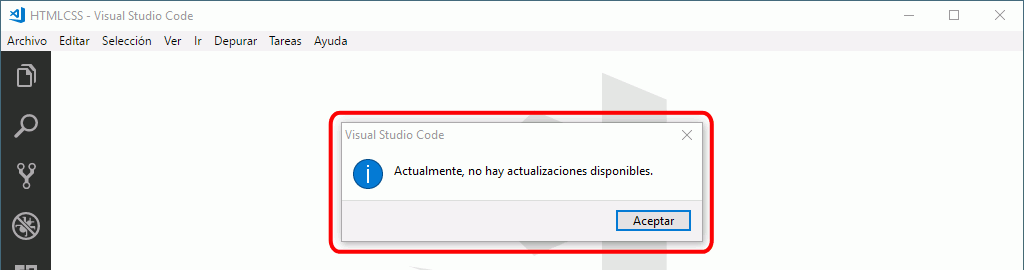 HTMLCSS - Visual Studio Code
Archivo Editar Selección Ver Ir Depurar Tareas Ayuda
Visual Studio Code
Actualmente, no hay actualizaciones disponibles.
Aceptar